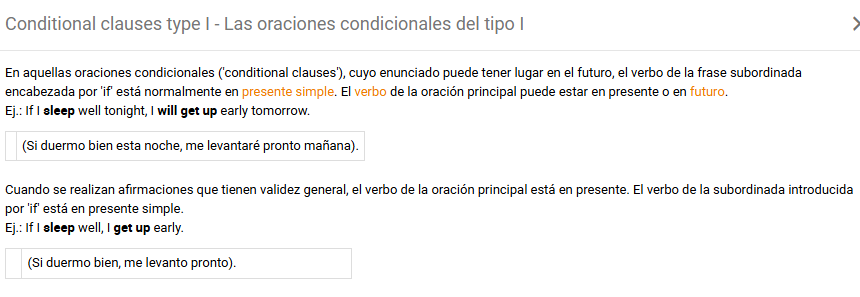 Conditional clauses type I - Las oraciones condicionales del tipo I
En aquellas oraciones condicionales ('conditional clauses'), cuyo enunciado puede tener lugar en el futuro, el verbo de la frase subordinada
encabezada por 'if' está normalmente en presente simple. El verbo de la oración principal puede estar en presente o en futuro.
Ej.: If I sleep well tonight, I will get up early tomorrow.
(Si duermo bien esta noche, me levantaré pronto mañana).
Cuando se realizan afirmaciones que tienen validez general, el verbo de la oración principal está en presente. El verbo de la subordinada introducida
por 'if' está en presente simple.
Ej.: If I sleep well, I get up early.
(Si duermo bien, me levanto pronto).